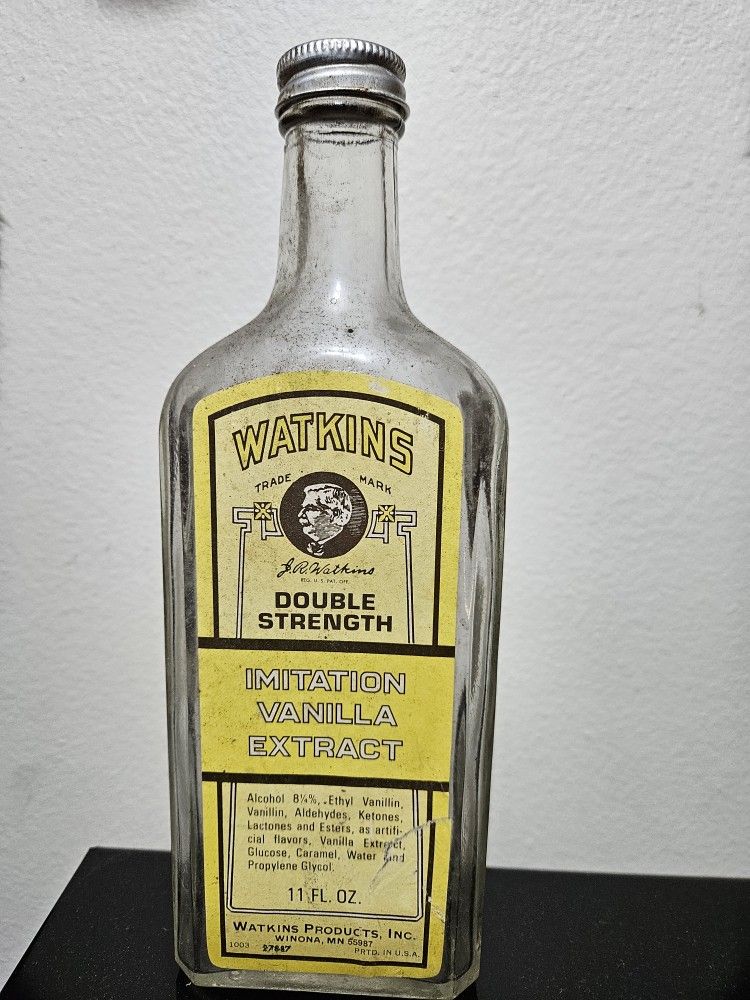 WATKINS
TRADE MARK
J.R. Watkins
REG. U.S. PAT. OFF.
DOUBLE
STRENGTH
IMITATION
VANILLA
EXTRACT
Alcohol 8¼%, Ethyl Vanillin,
Vanillin, Aldehydes, Ketones,
Lactones and Esters, as artifi-
cial flavors, Vanilla Extract,
Glucose, Caramel, Water and
Propylene Glycol.
11 FL. OZ.
WATKINS PRODUCTS, INC.
WINONA, MN 55987
1003 PRTD. IN U.S.A.